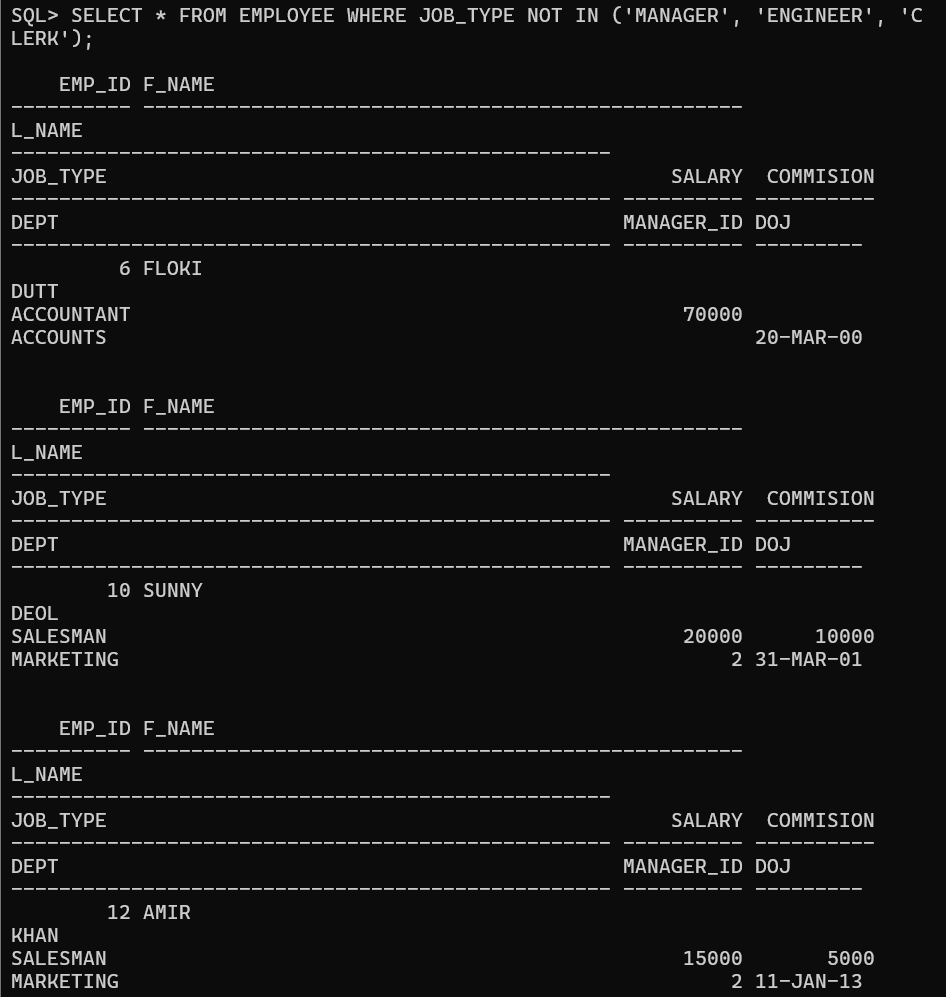 SQL> SELECT * FROM EMPLOYEE WHERE JOB_TYPE NOT IN ('MANAGER', 'ENGINEER', 'C
LERK');
    EMP_ID F_NAME
---------- --------------------------------------------------
L_NAME
--------------------------------------------------
JOB_TYPE                                               SALARY  COMMISION
-------------------------------------------------- ---------- ----------
DEPT                                               MANAGER_ID DOJ
-------------------------------------------------- ---------- ---------
         6 FLOKI
DUTT
ACCOUNTANT                                              70000
ACCOUNTS                                                      20-MAR-00
    EMP_ID F_NAME
---------- --------------------------------------------------
L_NAME
--------------------------------------------------
JOB_TYPE                                               SALARY  COMMISION
-------------------------------------------------- ---------- ----------
DEPT                                               MANAGER_ID DOJ
-------------------------------------------------- ---------- ---------
        10 SUNNY
DEOL
SALESMAN                                                20000      10000
MARKETING                                                   2 31-MAR-01
    EMP_ID F_NAME
---------- --------------------------------------------------
L_NAME
--------------------------------------------------
JOB_TYPE                                               SALARY  COMMISION
-------------------------------------------------- ---------- ----------
DEPT                                               MANAGER_ID DOJ
-------------------------------------------------- ---------- ---------
        12 AMIR
KHAN
SALESMAN                                                15000       5000
MARKETING                                                   2 11-JAN-13